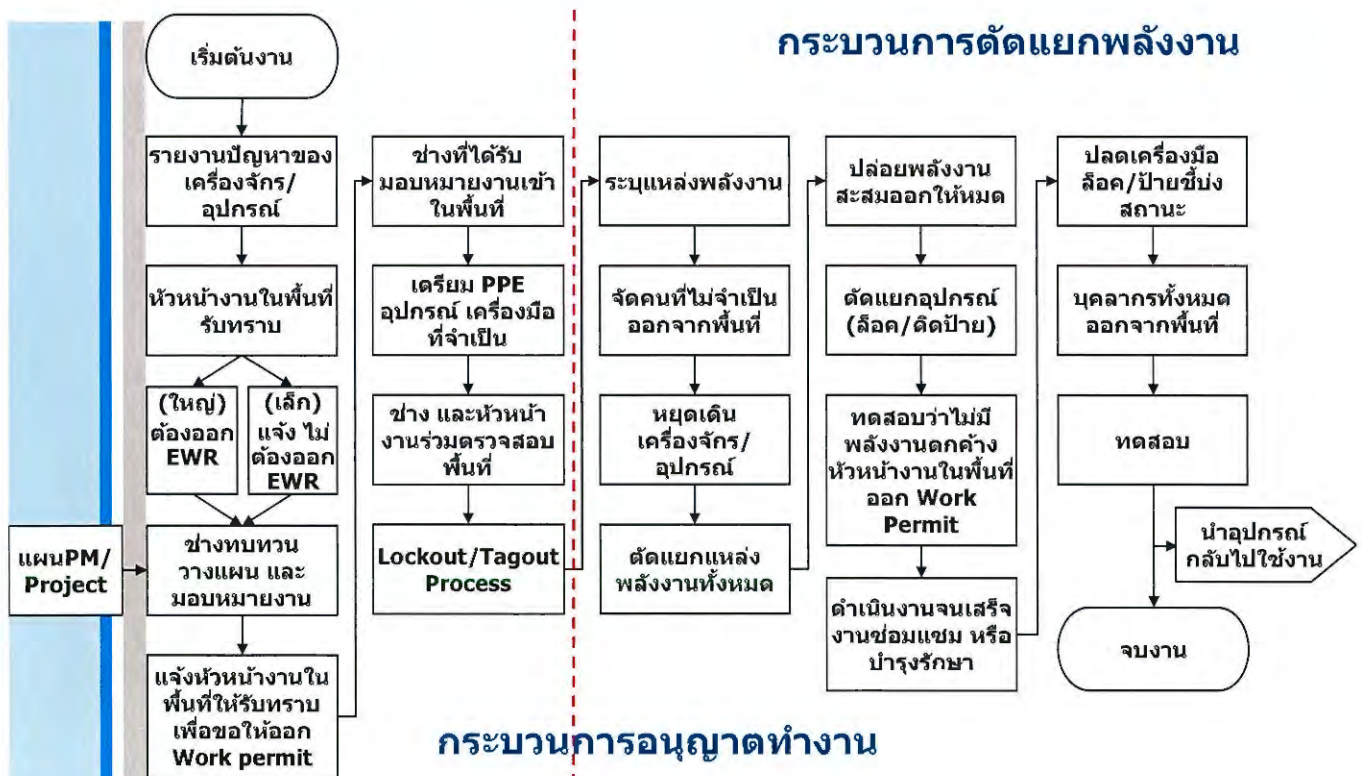 กระบวนการตัดแยกพลังงาน
เริ่มต้นงาน
รายงานปัญหาของ
เครื่องจักร/
อุปกรณ์
หัวหน้างานในพื้นที่
รับทราบ
(ใหญ่)
ต้องออก
EWR
(เล็ก)
แจ้ง ไม่
ต้องออก
EWR
แผนPM/
Project
ช่างทบทวน
วางแผน และ
มอบหมายงาน
แจ้งหัวหน้างานใน
พื้นที่ให้รับทราบ
เพื่อขอให้ออก
Work permit
ช่างที่ได้รับ
มอบหมายงานเข้า
ในพื้นที่
เตรียม PPE
อุปกรณ์ เครื่องมือ
ที่จำเป็น
ช่าง และหัวหน้า
งานร่วมตรวจสอบ
พื้นที่
Lockout/Tagout
Process
ระบุแหล่งพลังงาน
จัดคนที่ไม่จำเป็น
ออกจากพื้นที่
หยุดเดิน
เครื่องจักร/
อุปกรณ์
ตัดแยกแหล่ง
พลังงานทั้งหมด
ปล่อยพลังงาน
สะสมออกให้หมด
ตัดแยกอุปกรณ์
(ล็อค/ติดป้าย)
ทดสอบว่าไม่มี
พลังงานตกค้าง
หัวหน้างานในพื้นที่
ออก Work
Permit
ดำเนินงานจนเสร็จ
งานซ่อมแซม หรือ
บำรุงรักษา
ปลดเครื่องมือ
ล็อค/ป้ายชี้บ่ง
สถานะ
บุคลากรทั้งหมด
ออกจากพื้นที่
ทดสอบ
นำอุปกรณ์
กลับไปใช้งาน
จบงาน
กระบวนการอนุญาตทำงาน